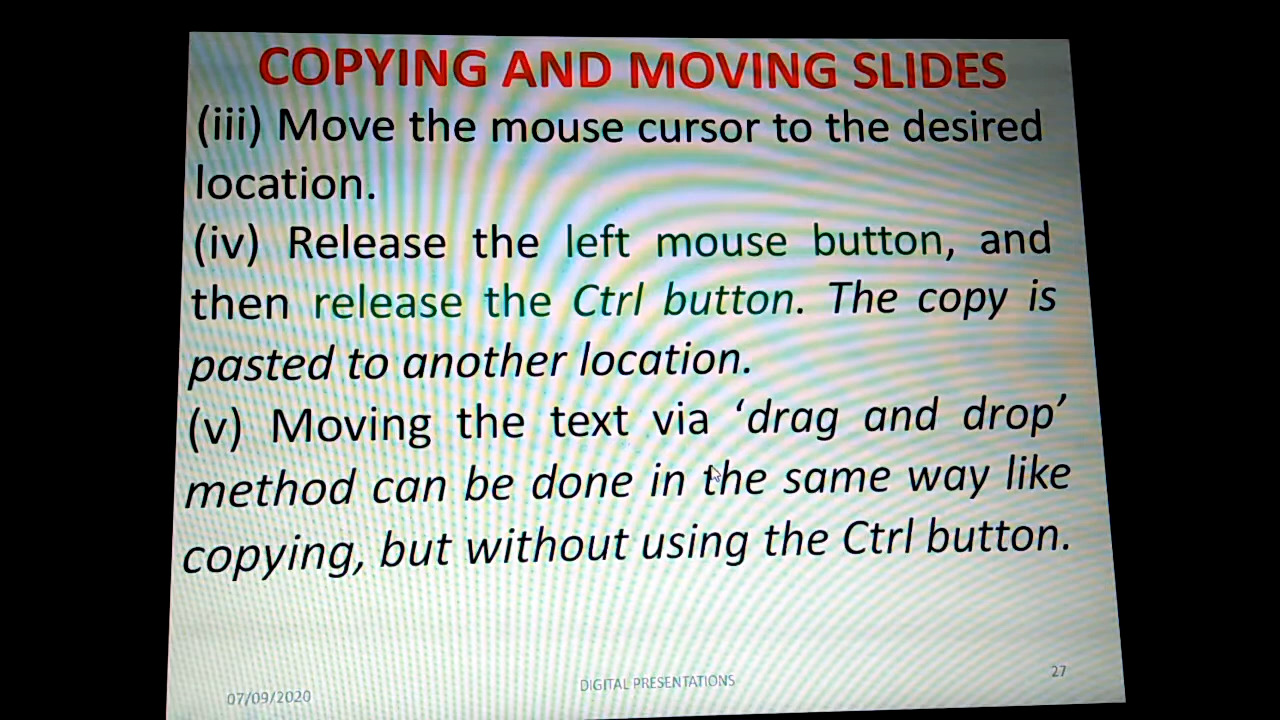 COPYING AND MOVING SLIDES
(iii) Move the mouse cursor to the desired
location.
(iv) Release the left mouse button, and
then release the Ctrl button. The copy is
pasted to another location.
(v) Moving the text via ‘drag and drop’
method can be done in the same way like
copying, but without using the Ctrl button.
07/09/2020
DIGITAL PRESENTATIONS
27